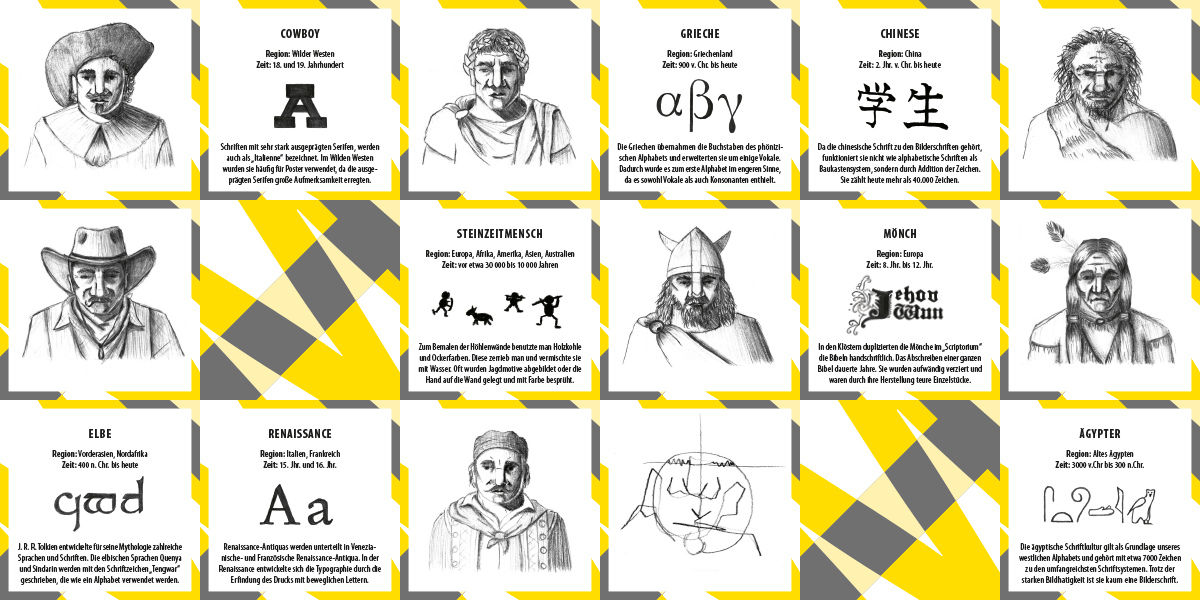 COWBOY
Region: Wilder Westen
Zeit: 18. und 19. Jahrhundert
A
Schriften mit sehr stark ausgeprägten Serifen, werden
auch als „Italienne“ bezeichnet. Im Wilden Westen
wurden sie häufig für Poster verwendet, da die ausge-
prägten Serifen große Aufmerksamkeit erregten.
GRIECHE
Region: Griechenland
Zeit: 900 v. Chr. bis heute
αβγ
Die Griechen übernahmen die Buchstaben des phönizi-
schen Alphabets und erweiterten sie um einige Vokale.
Dadurch wurde es zum erste Alphabet im engeren Sinne,
da es sowohl Vokale als auch Konsonanten enthielt.
CHINESE
Region: China
Zeit: 2. Jhr. v. Chr. bis heute
学生
Da die chinesische Schrift zu den Bilderschriften gehört,
funktioniert sie nicht wie alphabetische Schriften als
Baukastensystem, sondern durch Addition der Zeichen.
Sie zählt heute mehr als 40.000 Zeichen.
STEINZEITMENSCH
Region: Europa, Afrika, Amerika, Asien, Australien
Zeit: vor etwa 30 000 bis 10 000 Jahren
Zum Bemalen der Höhlenwände benutzte man Holzkohle
und Ockerfarben. Diese zerrieb man und vermischte sie
mit Wasser. Oft wurden Jagdmotive abgebildet oder die
Hand auf die Wand gelegt und mit Farbe besprüht.
MÖNCH
Region: Europa
Zeit: 8. Jhr. bis 12. Jhr.
Jehou
Wun
In den Klöstern duplizierten die Mönche im „Scriptorium“
die Bibeln handschriftlich. Das Abschreiben einer ganzen
Bibel dauerte Jahre. Sie wurden aufwändig verziert und
waren durch ihre Herstellung teure Einzelstücke.
ELBE
Region: Vorderasien, Nordafrika
Zeit: 400 n. Chr. bis heute
J. R. R. Tolkien entwickelte für seine Mythologie zahlreiche
Sprachen und Schriften. Die elbischen Sprachen Quenya
und Sindarin werden mit den Schriftzeichen „Tengwar“
geschrieben, die wie ein Alphabet verwendet werden.
RENAISSANCE
Region: Italien, Frankreich
Zeit: 15. Jhr. und 16. Jhr.
Aa
Renaissance-Antiquas werden unterteilt in Venezia-
nische- und Französische Renaissance-Antiqua. In der
Renaissance entwickelte sich die Typographie durch die
Erfindung des Drucks mit beweglichen Lettern.
ÄGYPTER
Region: Altes Ägypten
Zeit: 3000 v.Chr bis 300 n.Chr.
Die ägyptische Schriftkultur gilt als Grundlage unseres
westlichen Alphabets und gehört mit etwa 7000 Zeichen
zu den umfangreichsten Schriftsystemen. Trotz der
starken Bildhatigkeit ist sie kaum eine Bilderschrift.